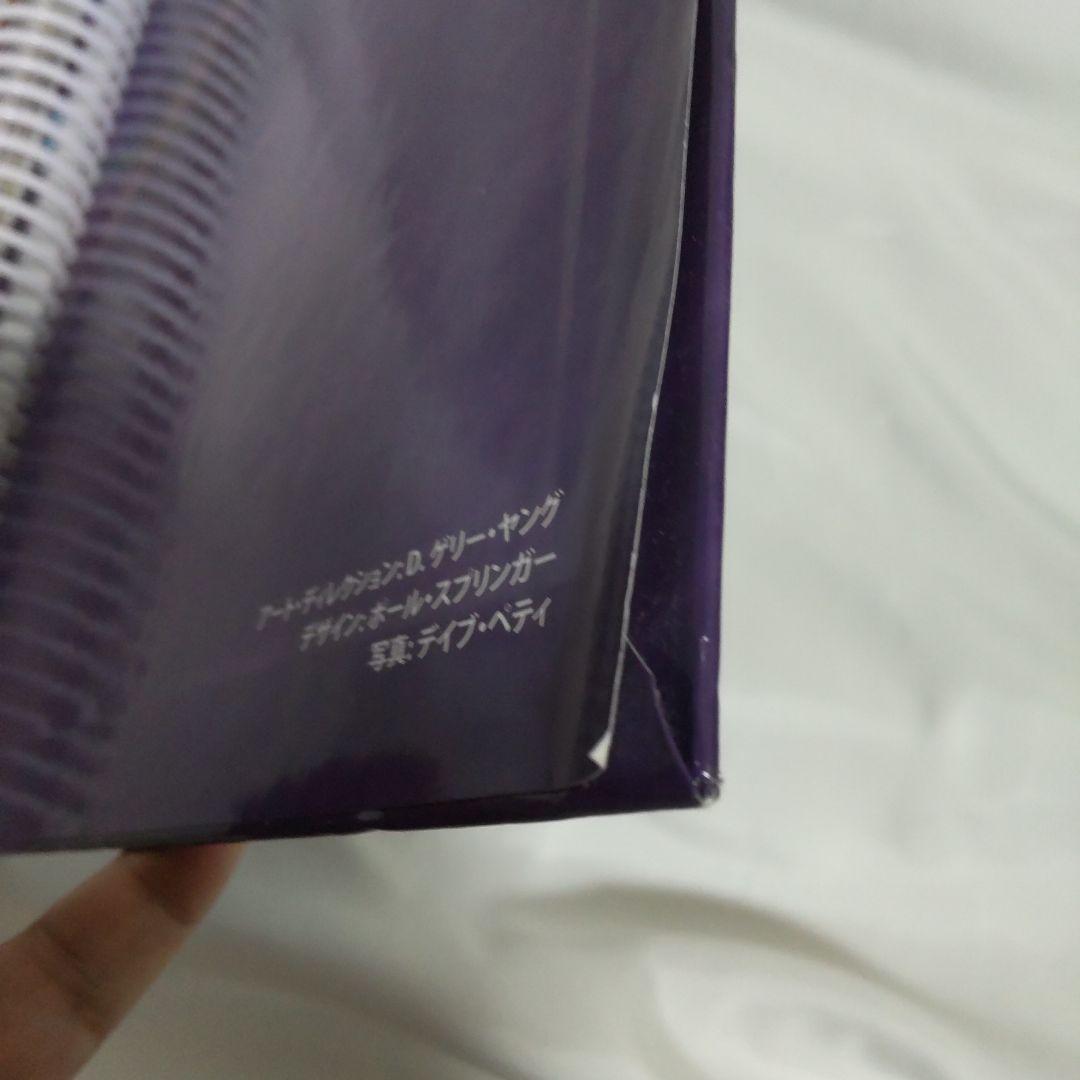 アート・ディレクション: D. ゲリー・ヤング
デザイン: ポール・スプリンガー
写真: デイブ・ペティ